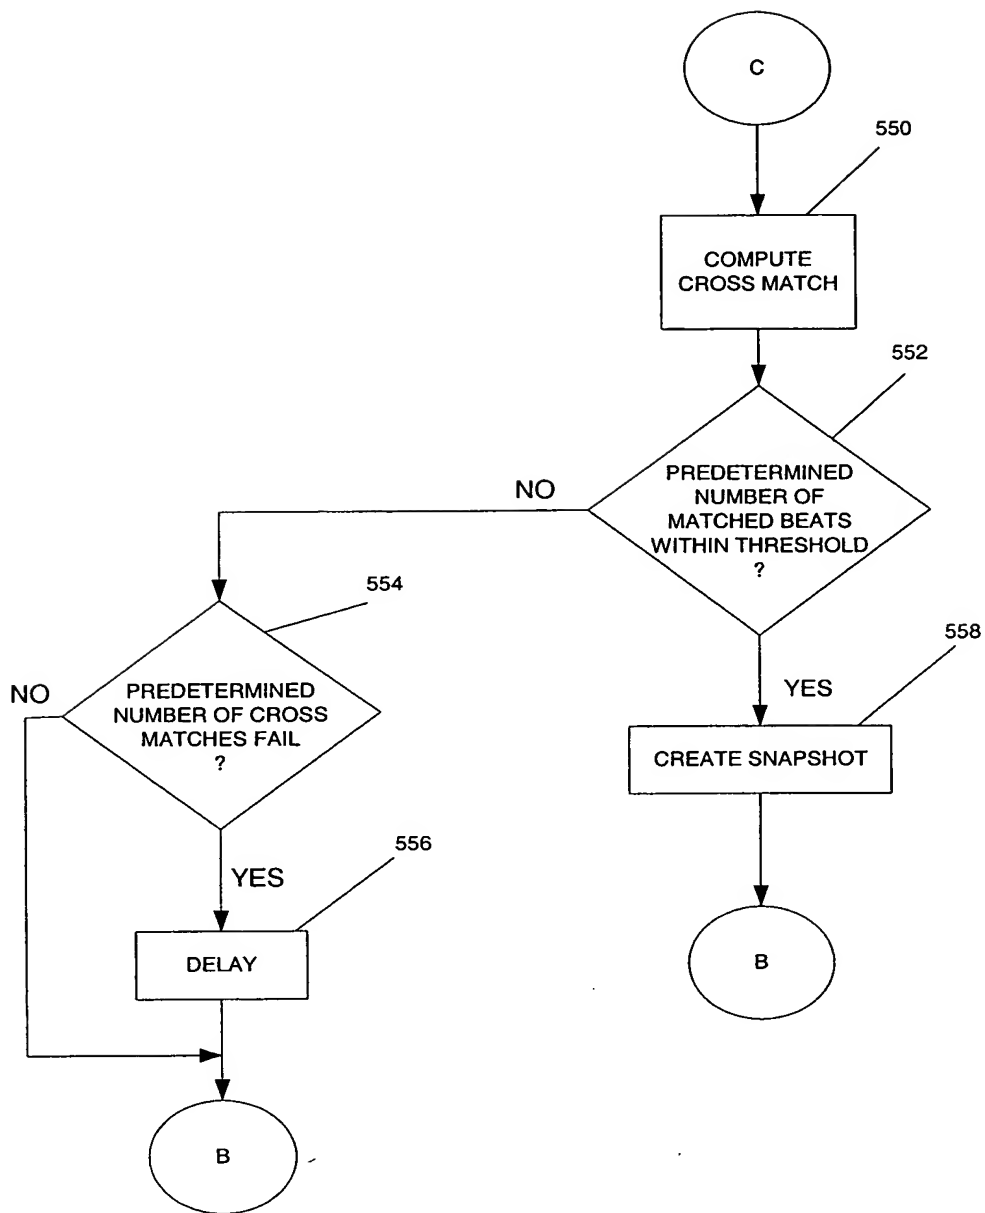 C
550
COMPUTE
CROSS MATCH
552
PREDETERMINED
NUMBER OF
MATCHED BEATS
WITHIN THRESHOLD
?
NO
554
558
YES
NO
PREDETERMINED
NUMBER OF CROSS
MATCHES FAIL
?
CREATE SNAPSHOT
556
YES
DELAY
B
B